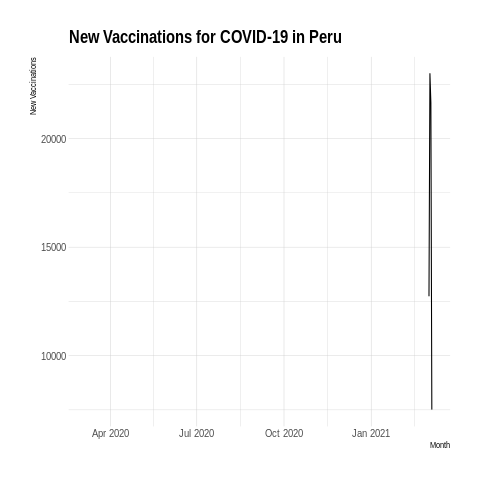 New Vaccinations for COVID-19 in Peru
New Vaccinations
20000
15000
10000
Apr 2020 Jul 2020 Oct 2020 Jan 2021
Month